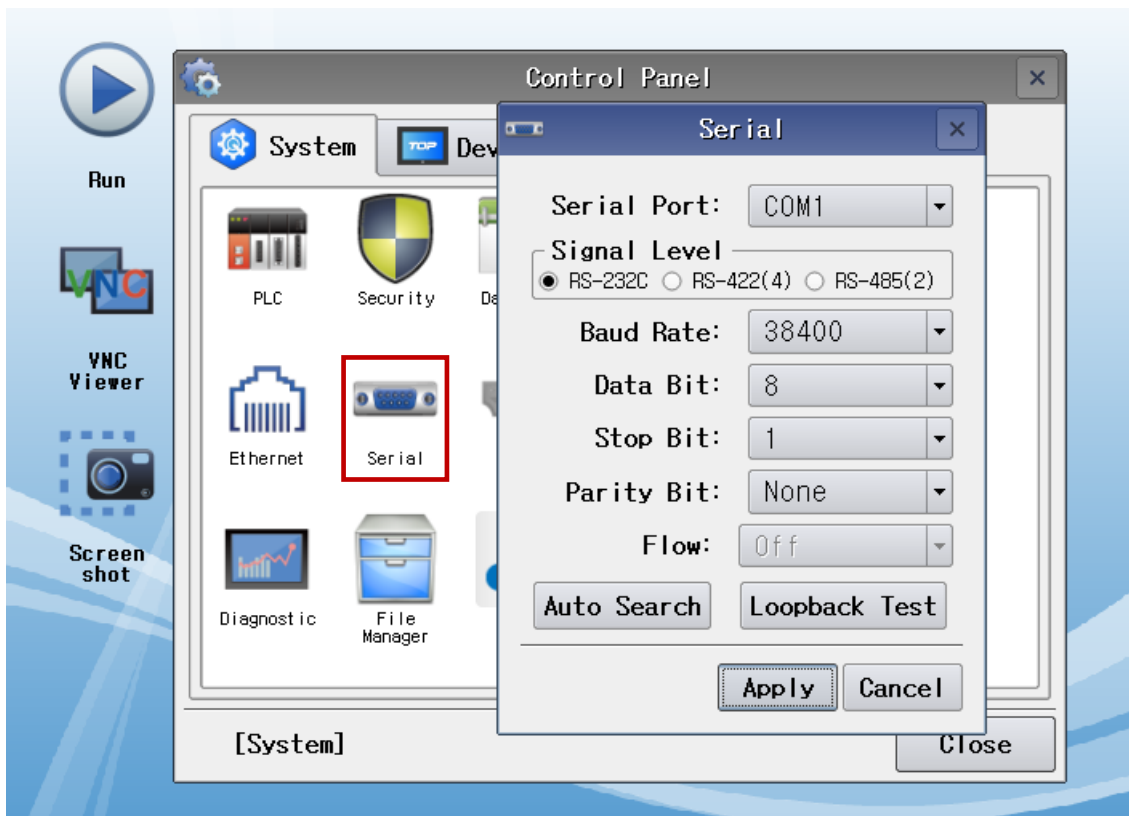 Run
VNC
VNC
Viewer
Screen
shot
Control Panel
System
TOP
PLC
Security
Ethernet
Serial
Diagnostic
File
Manager
[System]
Close
Serial
Serial Port: COM1
Signal Level
RS-232C RS-422(4) RS-485(2)
Baud Rate: 38400
Data Bit: 8
Stop Bit: 1
Parity Bit: None
Flow: Off
Auto Search Loopback Test
Apply Cancel